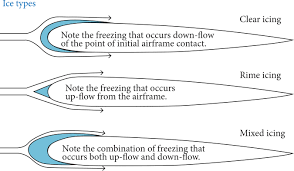 Ice types
Clear icing
Note the freezing that occurs down-flow
of the point of initial airframe contact.
Rime icing
Note the freezing that occurs
up-flow from the airframe.
Mixed icing
Note the combination of freezing that
occurs both up-flow and down-flow.